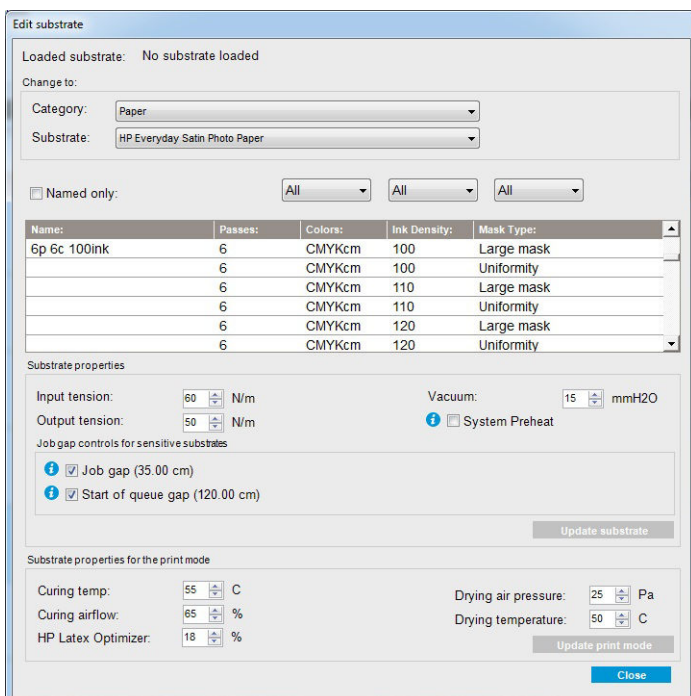 Edit substrate
Loaded substrate: No substrate loaded
Change to:
Category: Paper
Substrate: HP Everyday Satin Photo Paper
Named only: All All All
Name: Passes: Colors: Ink Density: Mask Type:
6p 6c 100ink 6 CMYKcm 100 Large mask
6 CMYKcm 100 Uniformity
6 CMYKcm 110 Large mask
6 CMYKcm 110 Uniformity
6 CMYKcm 120 Large mask
6 CMYKcm 120 Uniformity
Substrate properties
Input tension: 60 N/m Vacuum: 15 mmH2O
Output tension: 50 N/m System Preheat
Job gap controls for sensitive substrates
Job gap (35.00 cm)
Start of queue gap (120.00 cm)
Update substrate
Substrate properties for the print mode
Curing temp: 55 C Drying air pressure: 25 Pa
Curing airflow: 65 % Drying temperature: 50 C
HP Latex Optimizer: 18 % Update print mode
Close